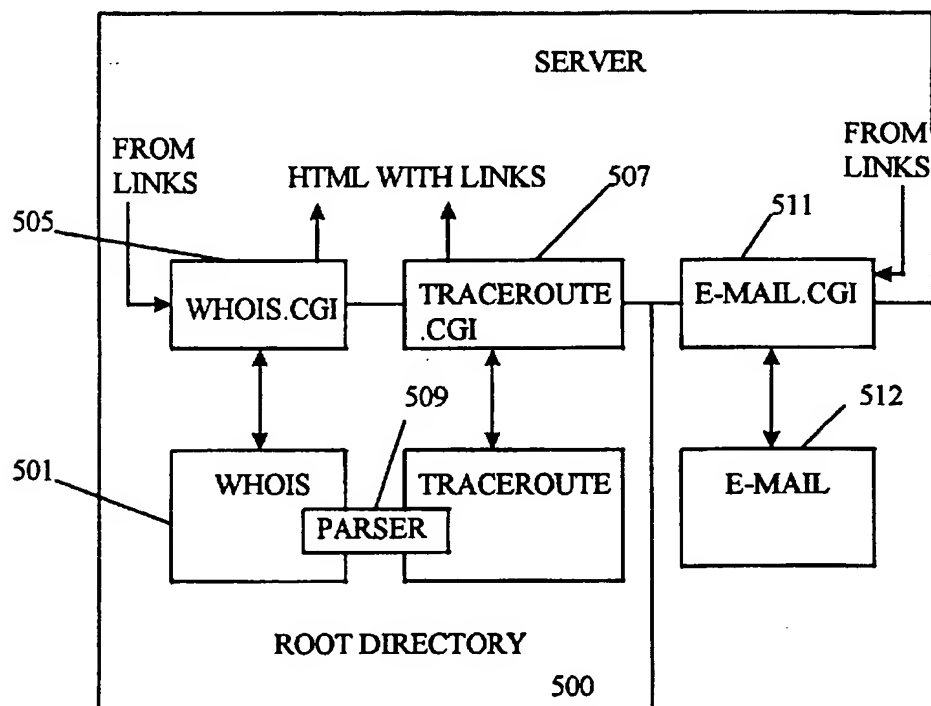 SERVER
FROM
LINKS
HTML WITH LINKS
507
FROM
LINKS
505
511
WHOIS.CGI
TRACEROUTE
.CGI
E-MAIL.CGI
509
512
501
WHOIS
TRACEROUTE
E-MAIL
PARSER
ROOT DIRECTORY
500